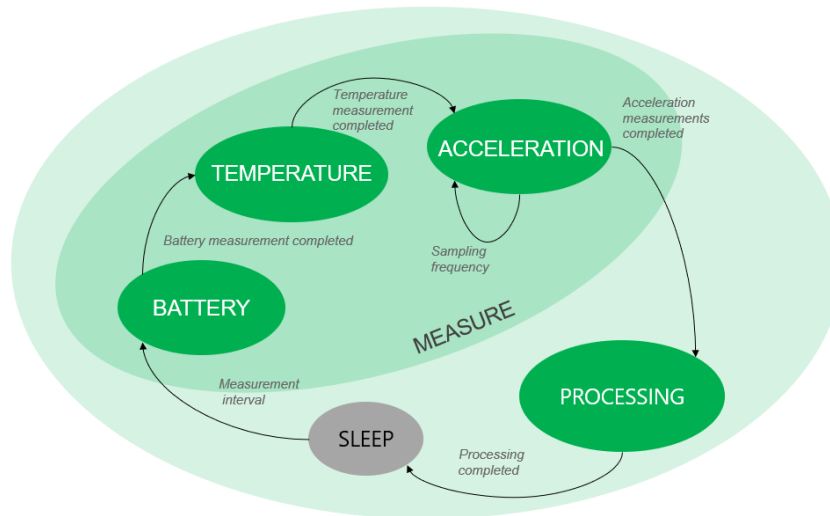 Temperature
measurement
completed
Acceleration
measurements
completed
TEMPERATURE
ACCELERATION
Battery measurement completed
Sampling
frequency
BATTERY
MEASURE
Measurement
interval
PROCESSING
SLEEP
Processing
completed